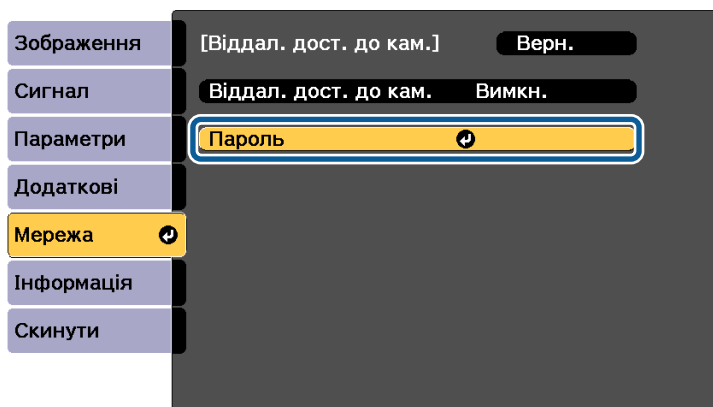 Зображення
Сигнал
Параметри
Додаткові
Мережа
Інформація
Скинути
[Віддал. дост. до кам.] Верн.
Віддал. дост. до кам. Вимкн.
Пароль